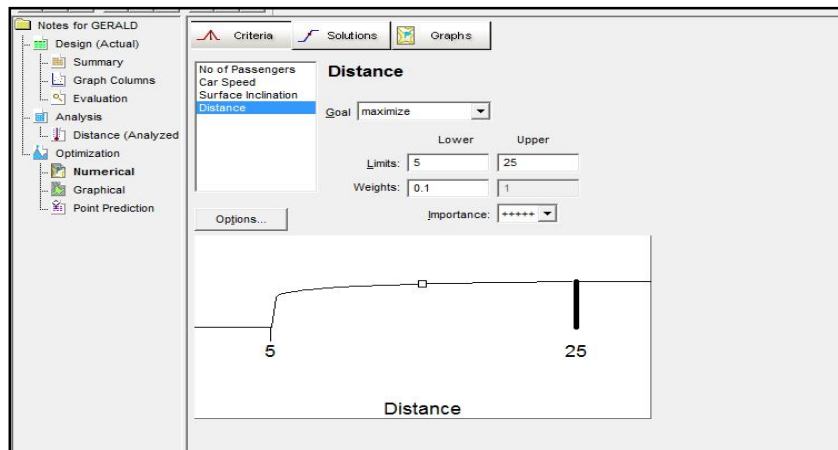 Notes for GERALD
Design (Actual)
Summary
Graph Columns
Evaluation
Analysis
Distance (Analyzed
Optimization
Numerical
Graphical
Point Prediction
Criteria
Solutions
Graphs
No of Passengers
Car Speed
Surface Inclination
Distance
Options...
Distance
Goal maximize
Lower Upper
Limits: 5 25
Weights: 0.1 1
Importance: +++++
5 25
Distance